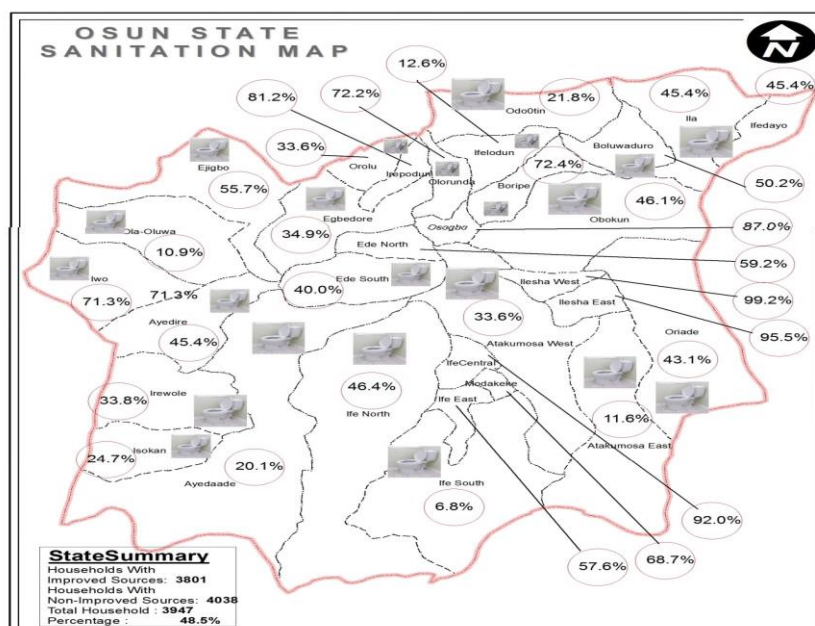 OSUN STATE
SANITATION MAP
N
12.6%
81.2%
72.2%
Odo0tin
21.8%
45.4%
Ila
45.4%
Ifedayo
33.6%
Orolu
Irepodun
Olorunda
Ifelodun
Boluwaduro
72.4%
Boripe
50.2%
Ejigbo
55.7%
Egbedore
34.9%
46.1%
Obokun
Osogbo
87.0%
Ola-Oluwa
10.9%
Ede North
59.2%
Iwo
71.3%
71.3%
Ayedire
45.4%
Ede South
40.0%
Ilesha West
99.2%
Ilesha East
95.5%
33.6%
Atakumosa West
Oriade
43.1%
IfeCentral
46.4%
Ife North
Modakeke
Ife East
Irewole
33.8%
11.6%
Atakumosa East
Isokan
24.7%
20.1%
Ayedaade
Ife South
6.8%
92.0%
68.7%
57.6%
StateSummary
Households With
Improved Sources: 3801
Households With
Non-Improved Sources: 4038
Total Household : 3947
Percentage : 48.5%